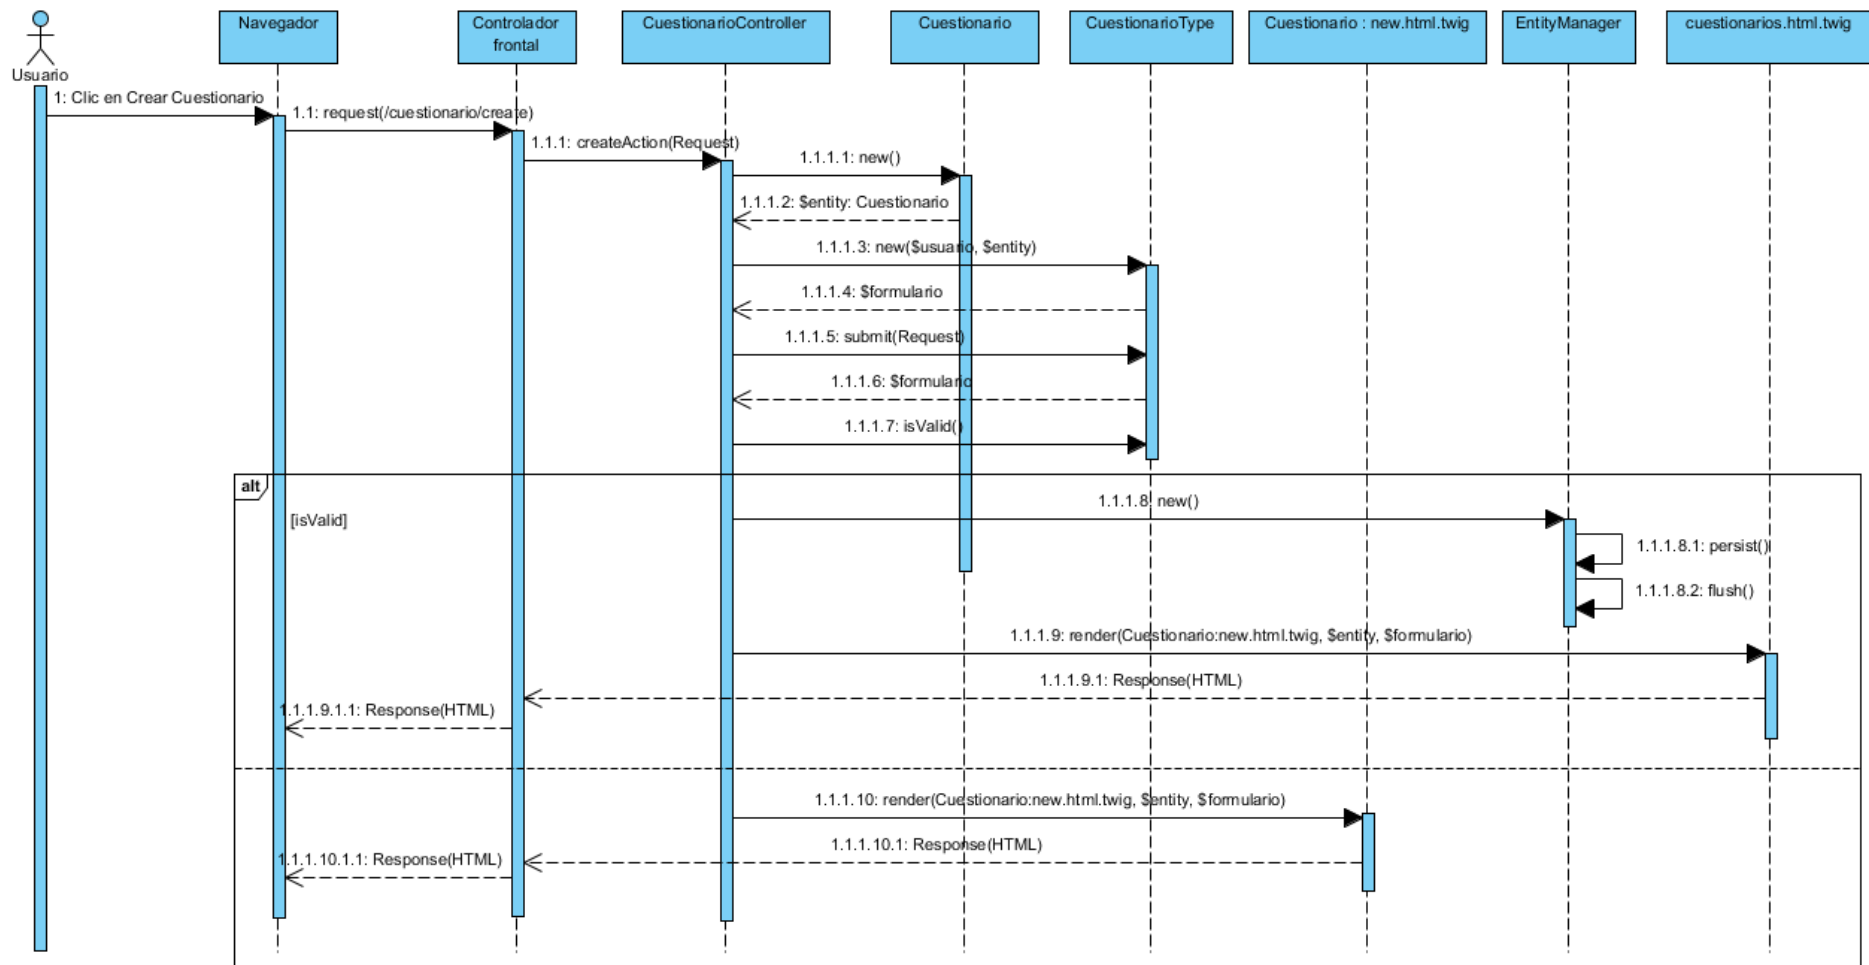 Usuario
Navegador
Controlador
frontal
CuestionarioController
Cuestionario
CuestionarioType
Cuestionario : new.html.twig
EntityManager
cuestionarios.html.twig
1: Clic en Crear Cuestionario
1.1: request(/cuestionario/create)
1.1.1: createAction(Request)
1.1.1.1: new()
1.1.1.2: $entity: Cuestionario
1.1.1.3: new($usuario, $entity)
1.1.1.4: $formulario
1.1.1.5: submit(Request)
1.1.1.6: $formulario
1.1.1.7: isValid()
alt
[isValid]
1.1.1.8: new()
1.1.1.8.1: persist()
1.1.1.8.2: flush()
1.1.1.9: render(Cuestionario:new.html.twig, $entity, $formulario)
1.1.1.9.1: Response(HTML)
1.1.1.9.1.1: Response(HTML)
1.1.1.10: render(Cuestionario:new.html.twig, $entity, $formulario)
1.1.1.10.1: Response(HTML)
1.1.1.10.1.1: Response(HTML)